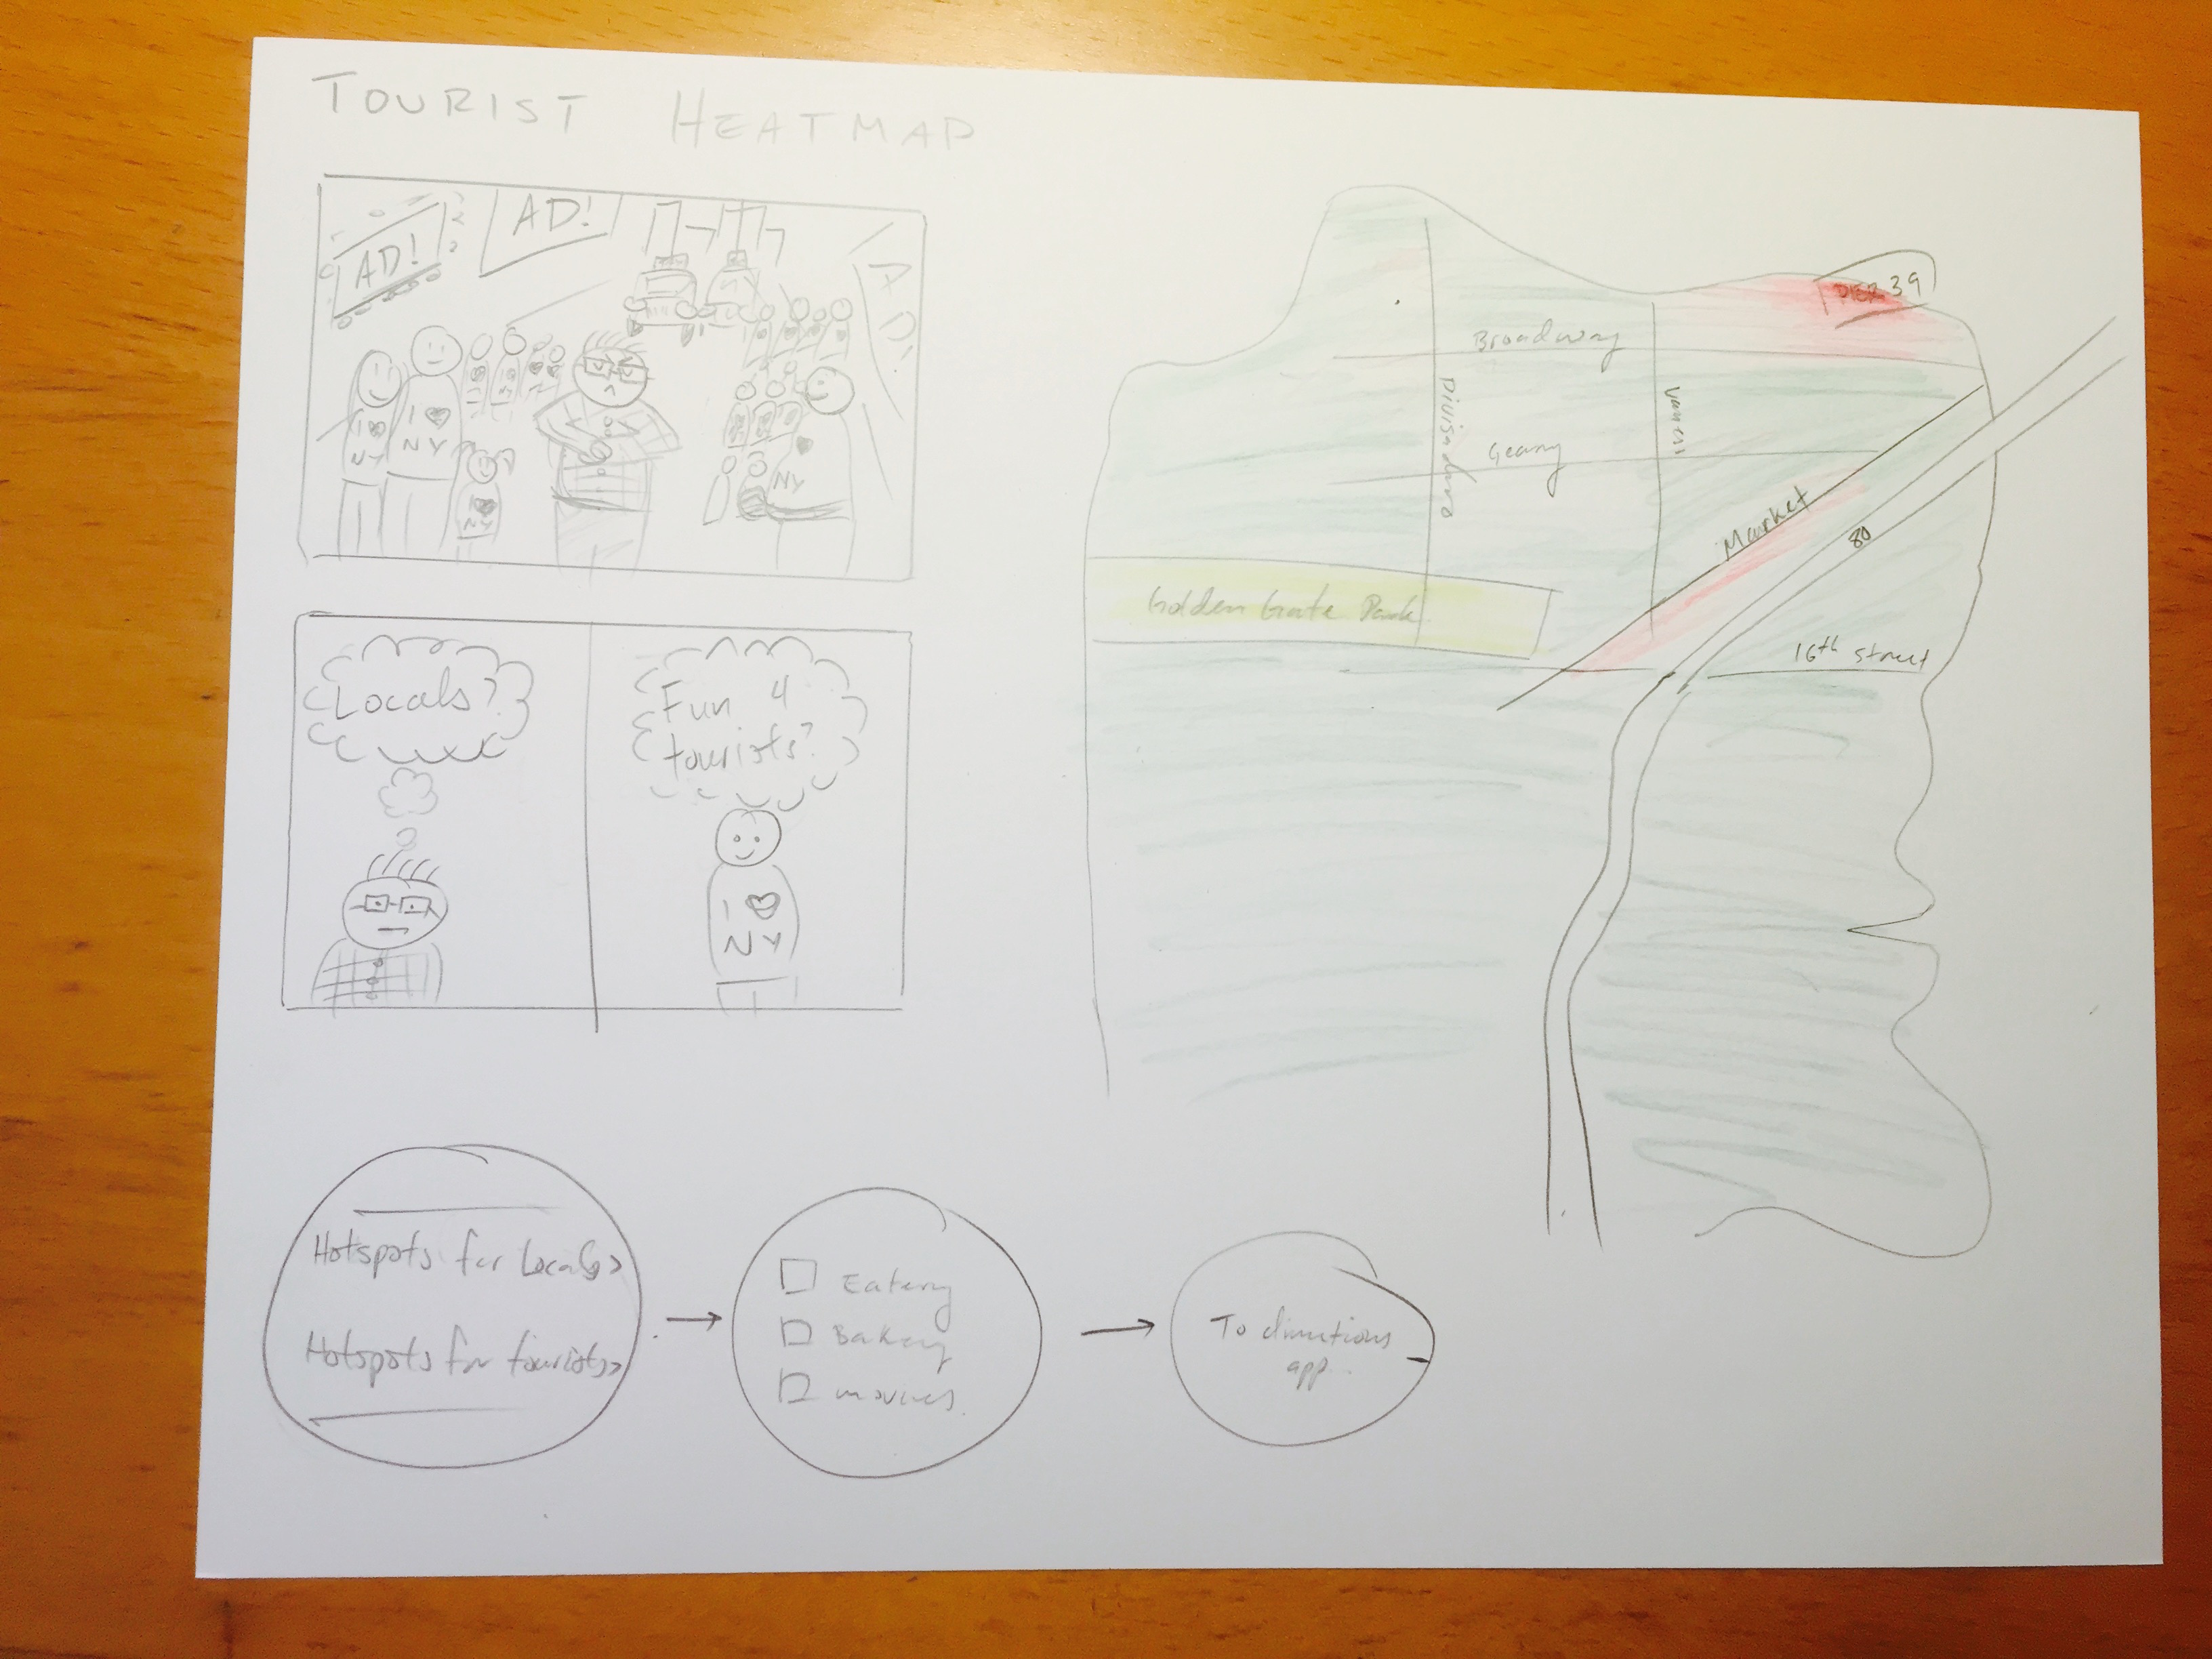 TOURIST HEATMAP
AD!
AD!
AD
I ♥
NY
I ♥
NY
I ♥
NY
♥
NY
Locals?
Fun 4
tourists?
I ♥
NY
PIER 39
Broadway
Divisadero
Vaness
Geary
Market
80
Golden Gate Park
16th street
Hotspots for Locals >
Hotspots for tourists >
Eatery
Bakery
movies.
To directions
app..